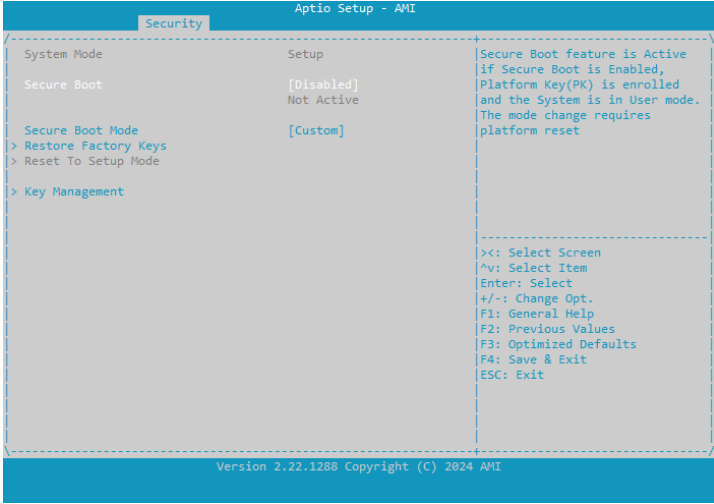 Aptio Setup - AMI
Security
System Mode Setup
Secure Boot [Disabled]
Not Active
Secure Boot Mode [Custom]
> Restore Factory Keys
> Reset To Setup Mode
> Key Management
Secure Boot feature is Active
if Secure Boot is Enabled,
Platform Key(PK) is enrolled
and the System is in User mode.
The mode change requires
platform reset
><: Select Screen
^v: Select Item
Enter: Select
+/-: Change Opt.
F1: General Help
F2: Previous Values
F3: Optimized Defaults
F4: Save & Exit
ESC: Exit
Version 2.22.1288 Copyright (C) 2024 AMI